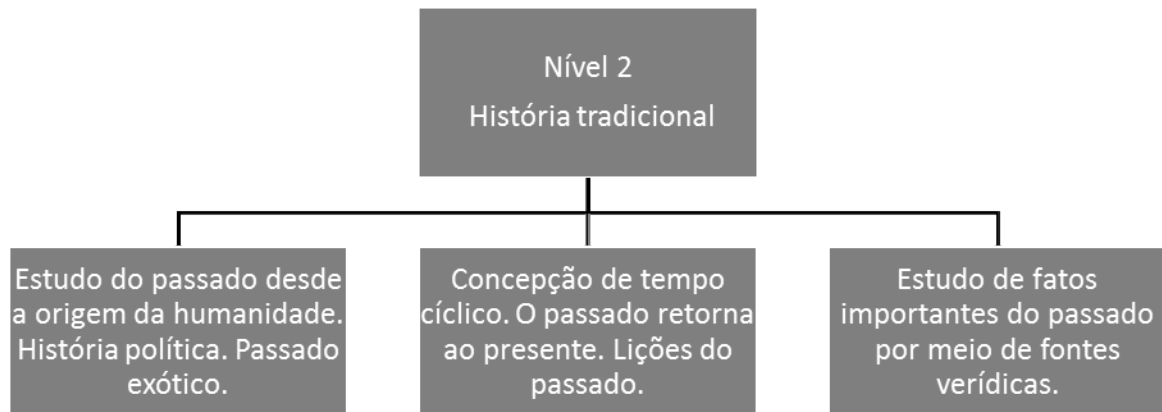 Nível 2
História tradicional
Estudo do passado desde
a origem da humanidade.
História política. Passado
exótico.
Concepção de tempo
cíclico. O passado retorna
ao presente. Lições do
passado.
Estudo de fatos
importantes do passado
por meio de fontes
verídicas.